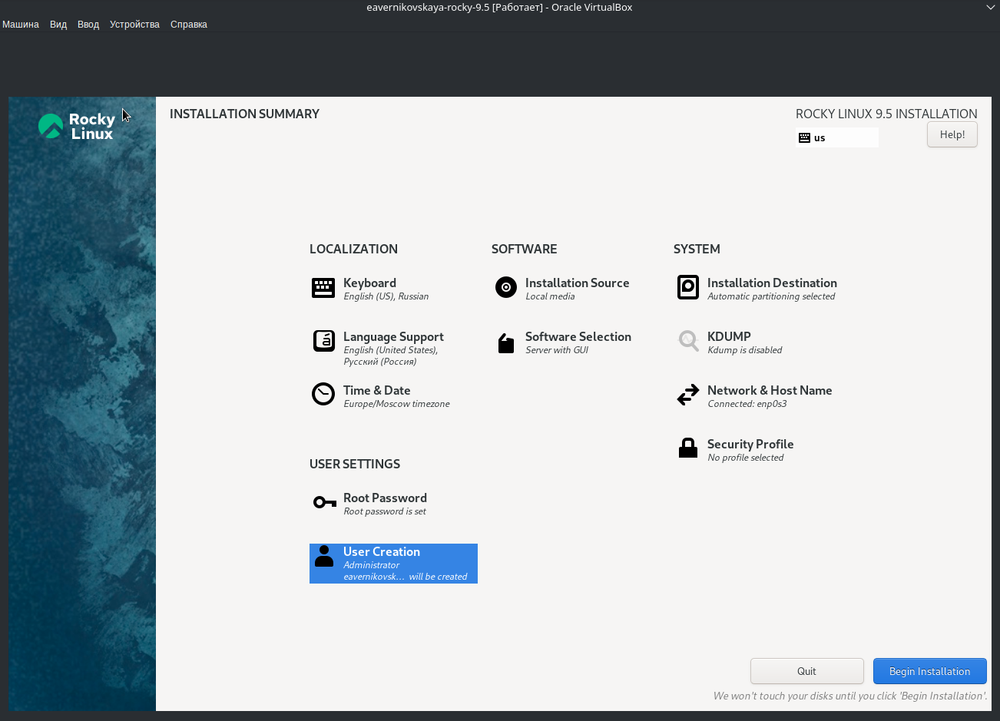 eavernikovskaya-rocky-9.5 [Работает] - Oracle VirtualBox
Машина Вид Ввод Устройства Справка
Rocky
Linux
INSTALLATION SUMMARY
ROCKY LINUX 9.5 INSTALLATION
us
Help!
LOCALIZATION
Keyboard
English (US), Russian
Language Support
English (United States),
Русский (Россия)
Time & Date
Europe/Moscow timezone
SOFTWARE
Installation Source
Local media
Software Selection
Server with GUI
SYSTEM
Installation Destination
Automatic partitioning selected
KDUMP
Kdump is disabled
Network & Host Name
Connected: enp0s3
Security Profile
No profile selected
USER SETTINGS
Root Password
Root password is set
User Creation
Administrator
eavernikovsk... will be created
Quit
Begin Installation
We won't touch your disks until you click 'Begin Installation'.